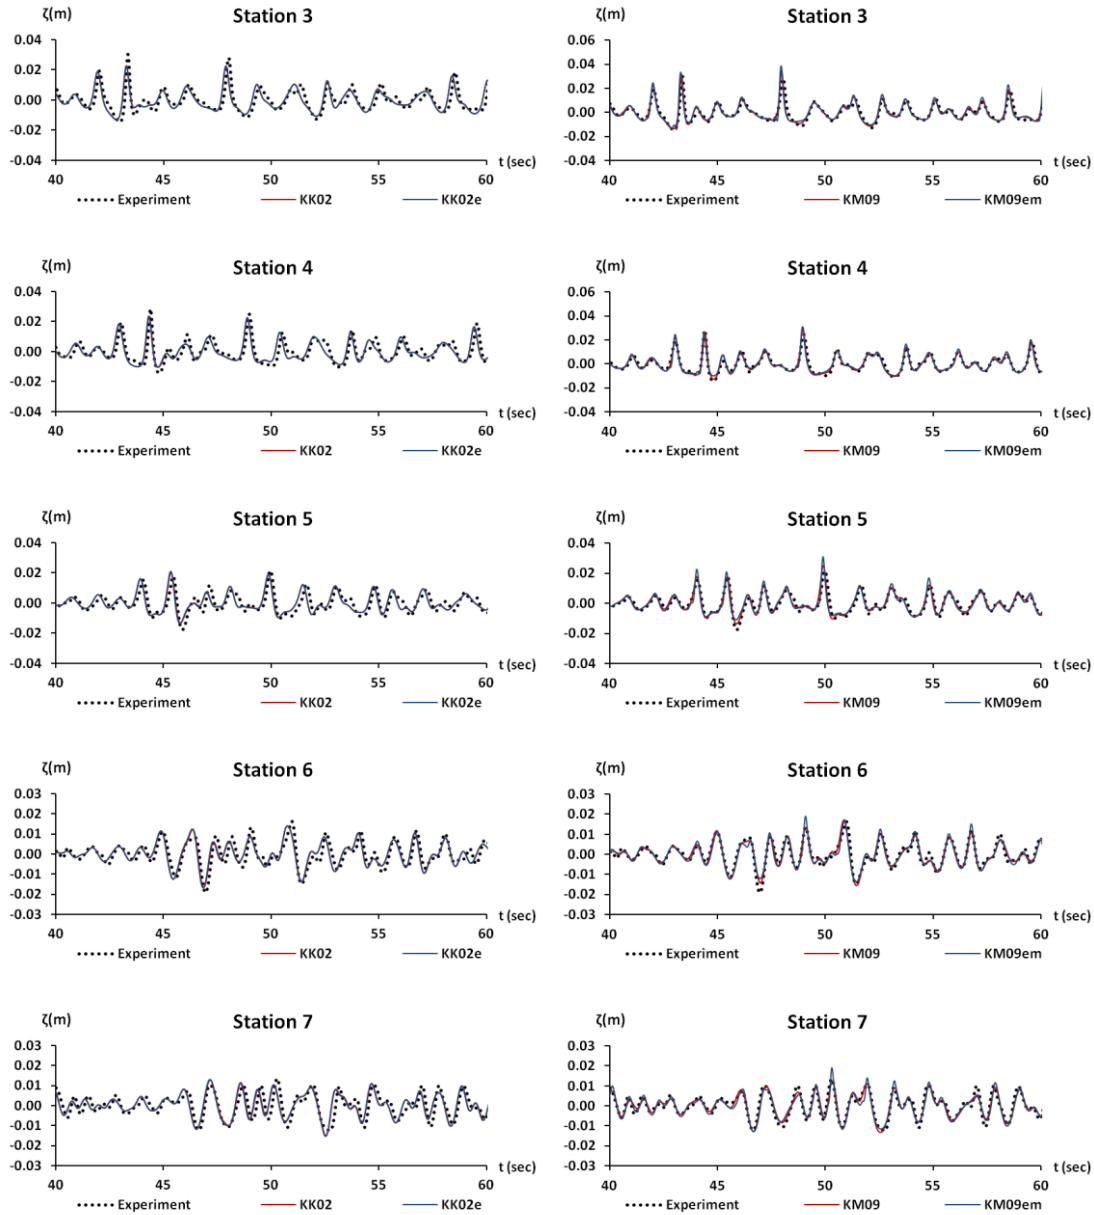 ζ(m)
Station 3
0.04
0.02
0.00
-0.02
-0.04
t (sec)
40 45 50 55 60
Experiment KK02 KK02e
ζ(m)
Station 3
0.06
0.04
0.02
0.00
-0.02
-0.04
t (sec)
40 45 50 55 60
Experiment KM09 KM09em
ζ(m)
Station 4
0.04
0.02
0.00
-0.02
-0.04
t (sec)
40 45 50 55 60
Experiment KK02 KK02e
ζ(m)
Station 4
0.06
0.04
0.02
0.00
-0.02
-0.04
t (sec)
40 45 50 55 60
Experiment KM09 KM09em
ζ(m)
Station 5
0.04
0.02
0.00
-0.02
-0.04
t (sec)
40 45 50 55 60
Experiment KK02 KK02e
ζ(m)
Station 5
0.04
0.02
0.00
-0.02
-0.04
t (sec)
40 45 50 55 60
Experiment KM09 KM09em
ζ(m)
Station 6
0.03
0.02
0.01
0.00
-0.01
-0.02
-0.03
t (sec)
40 45 50 55 60
Experiment KK02 KK02e
ζ(m)
Station 6
0.03
0.02
0.01
0.00
-0.01
-0.02
-0.03
t (sec)
40 45 50 55 60
Experiment KM09 KM09em
ζ(m)
Station 7
0.03
0.02
0.01
0.00
-0.01
-0.02
-0.03
t (sec)
40 45 50 55 60
Experiment KK02 KK02e
ζ(m)
Station 7
0.03
0.02
0.01
0.00
-0.01
-0.02
-0.03
t (sec)
40 45 50 55 60
Experiment KM09 KM09em